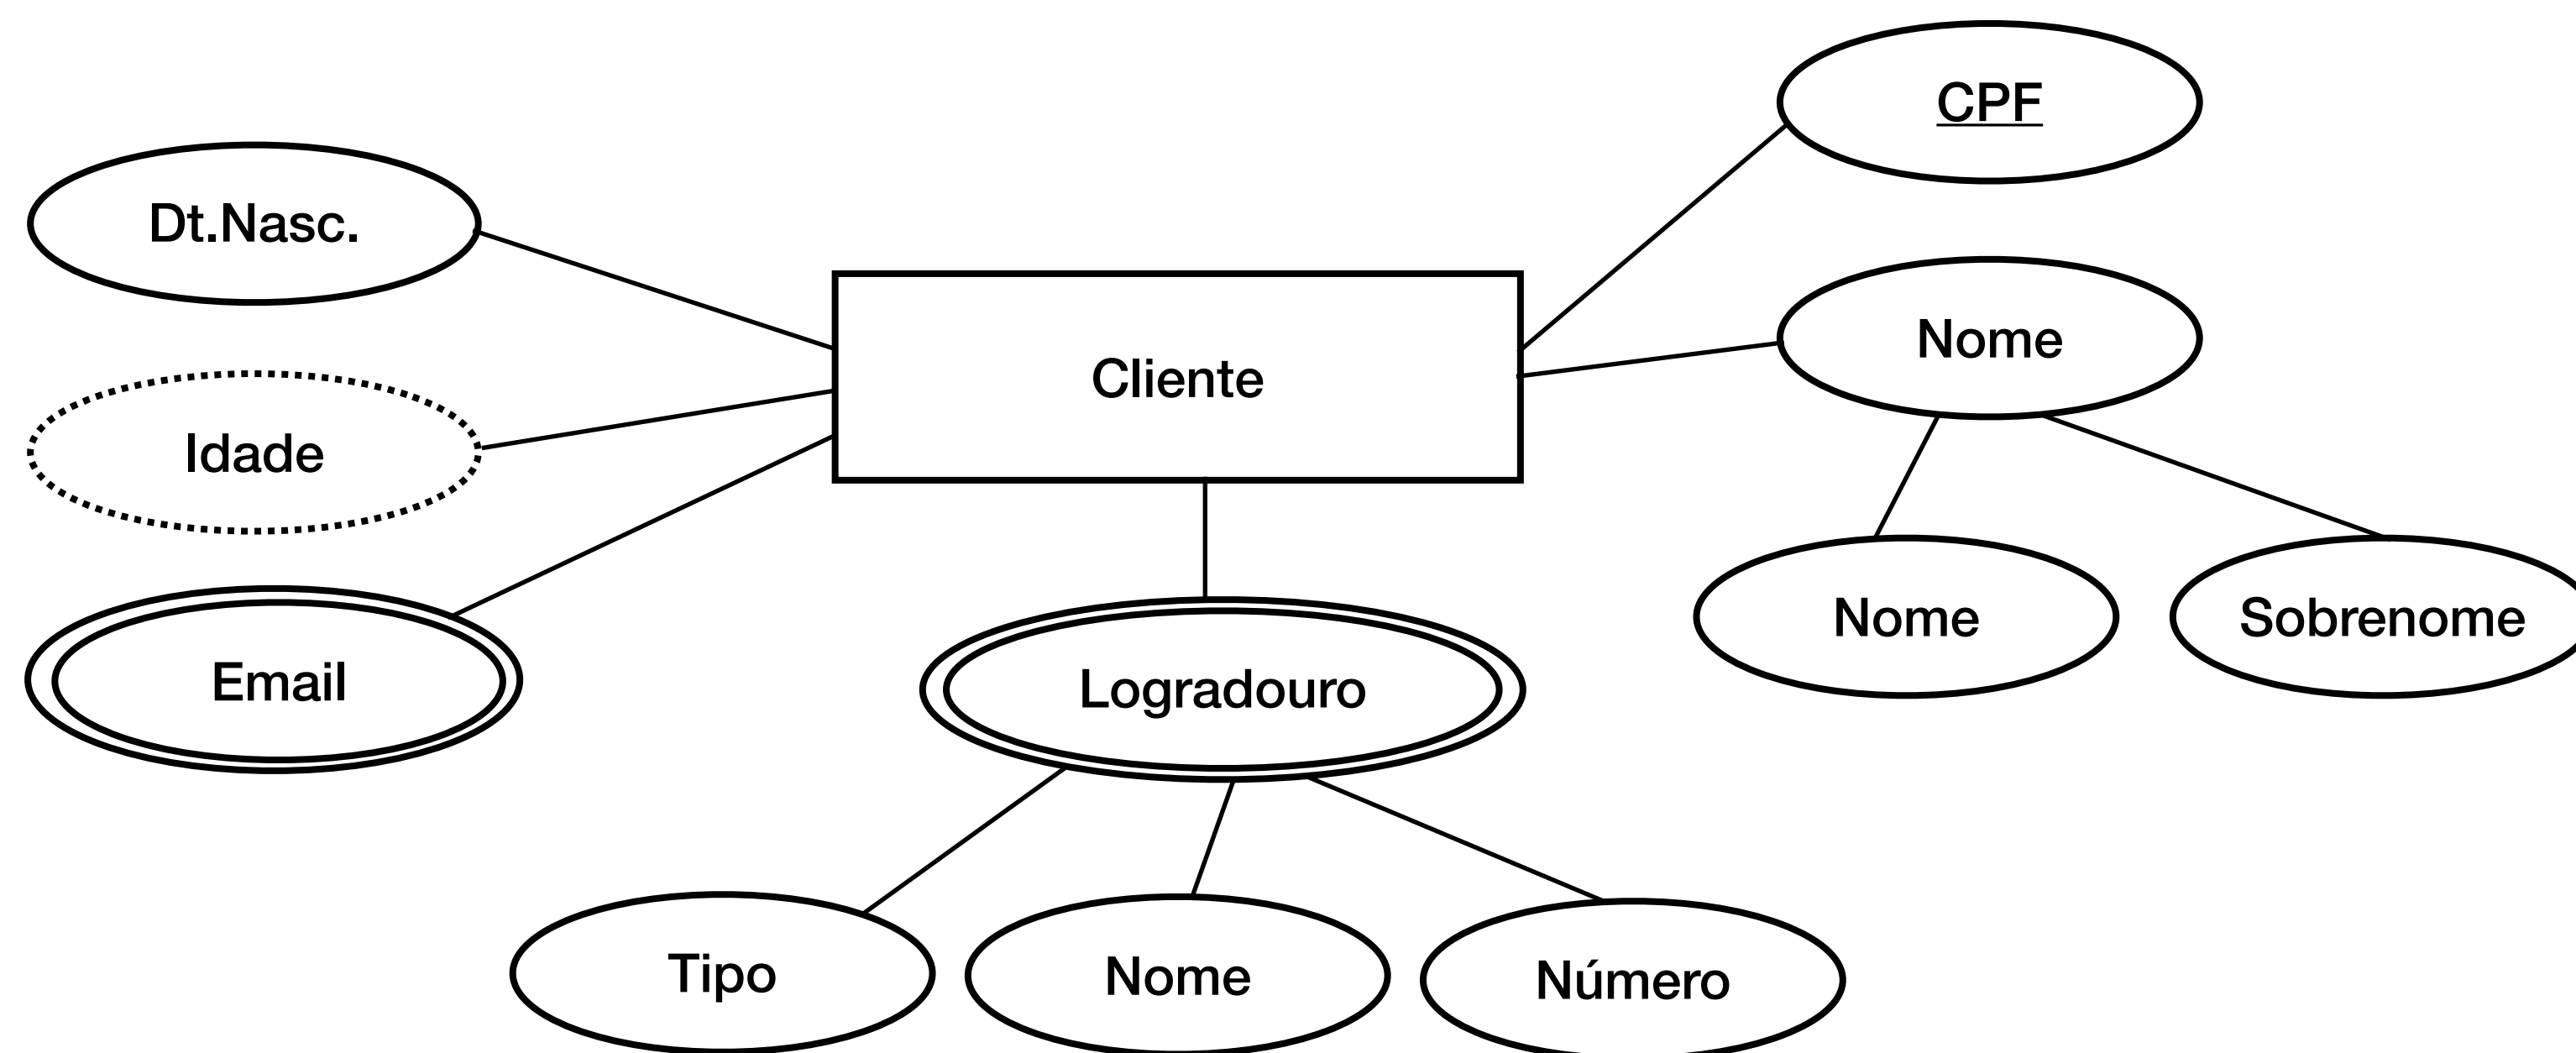 CPF
Dt.Nasc.
Nome
Cliente
Idade
Nome
Sobrenome
Email
Logradouro
Tipo
Nome
Número